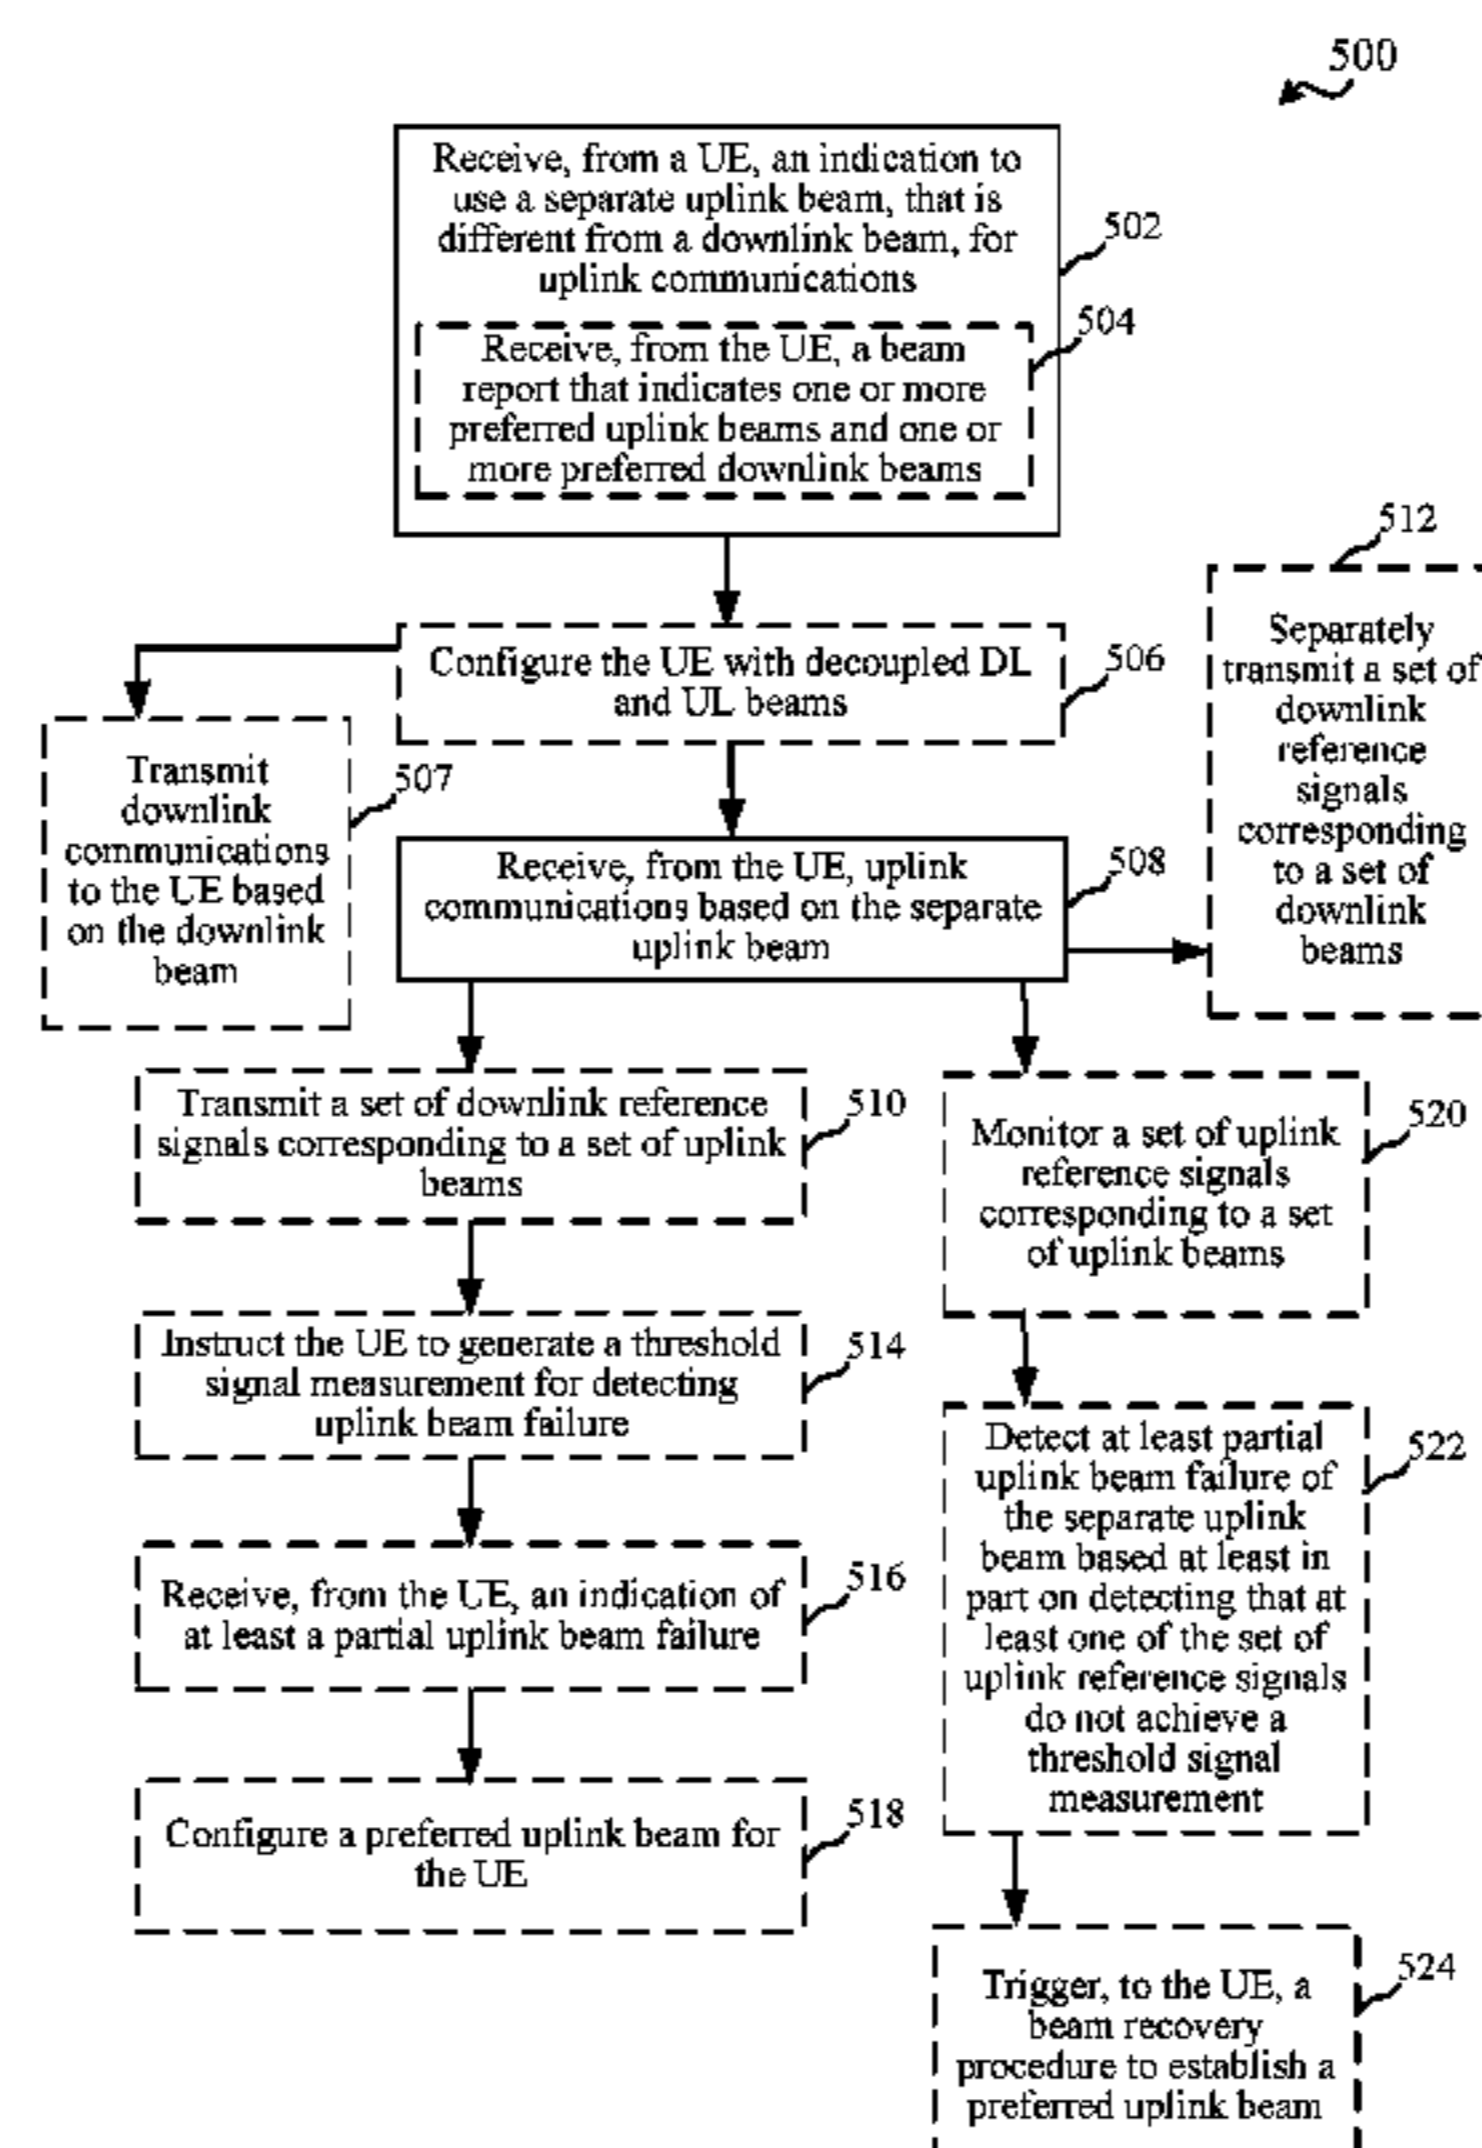 500
Receive, from a UE, an indication to
use a separate uplink beam, that is
different from a downlink beam, for
uplink communications
502
504
Receive, from the UE, a beam
report that indicates one or more
preferred uplink beams and one or
more preferred downlink beams
512
Separately
transmit a set of
downlink
reference
signals
corresponding
to a set of
downlink
beams
Configure the UE with decoupled DL
and UL beams
506
Transmit
downlink
communications
to the UE based
on the downlink
beam
507
Receive, from the UE, uplink
communications based on the separate
uplink beam
508
Transmit a set of downlink reference
signals corresponding to a set of uplink
beams
510
Instruct the UE to generate a threshold
signal measurement for detecting
uplink beam failure
514
Receive, from the UE, an indication of
at least a partial uplink beam failure
516
Configure a preferred uplink beam for
the UE
518
Monitor a set of uplink
reference signals
corresponding to a set
of uplink beams
520
Detect at least partial
uplink beam failure of
the separate uplink
beam based at least in
part on detecting that at
least one of the set of
uplink reference signals
do not achieve a
threshold signal
measurement
522
Trigger, to the UE, a
beam recovery
procedure to establish a
preferred uplink beam
524